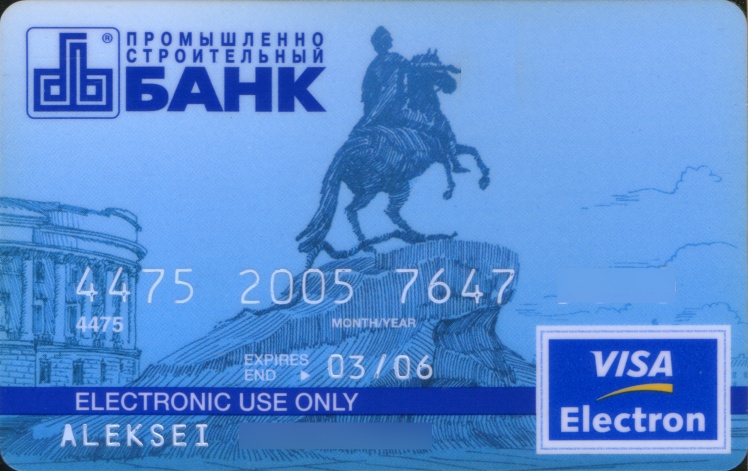 ПРОМЫШЛЕННО
СТРОИТЕЛЬНЫЙ
БАНК
®
4475 2005 7647
4475
MONTH/YEAR
EXPIRES
END
03/06
ELECTRONIC USE ONLY
ALEKSEI
VISA
Electron